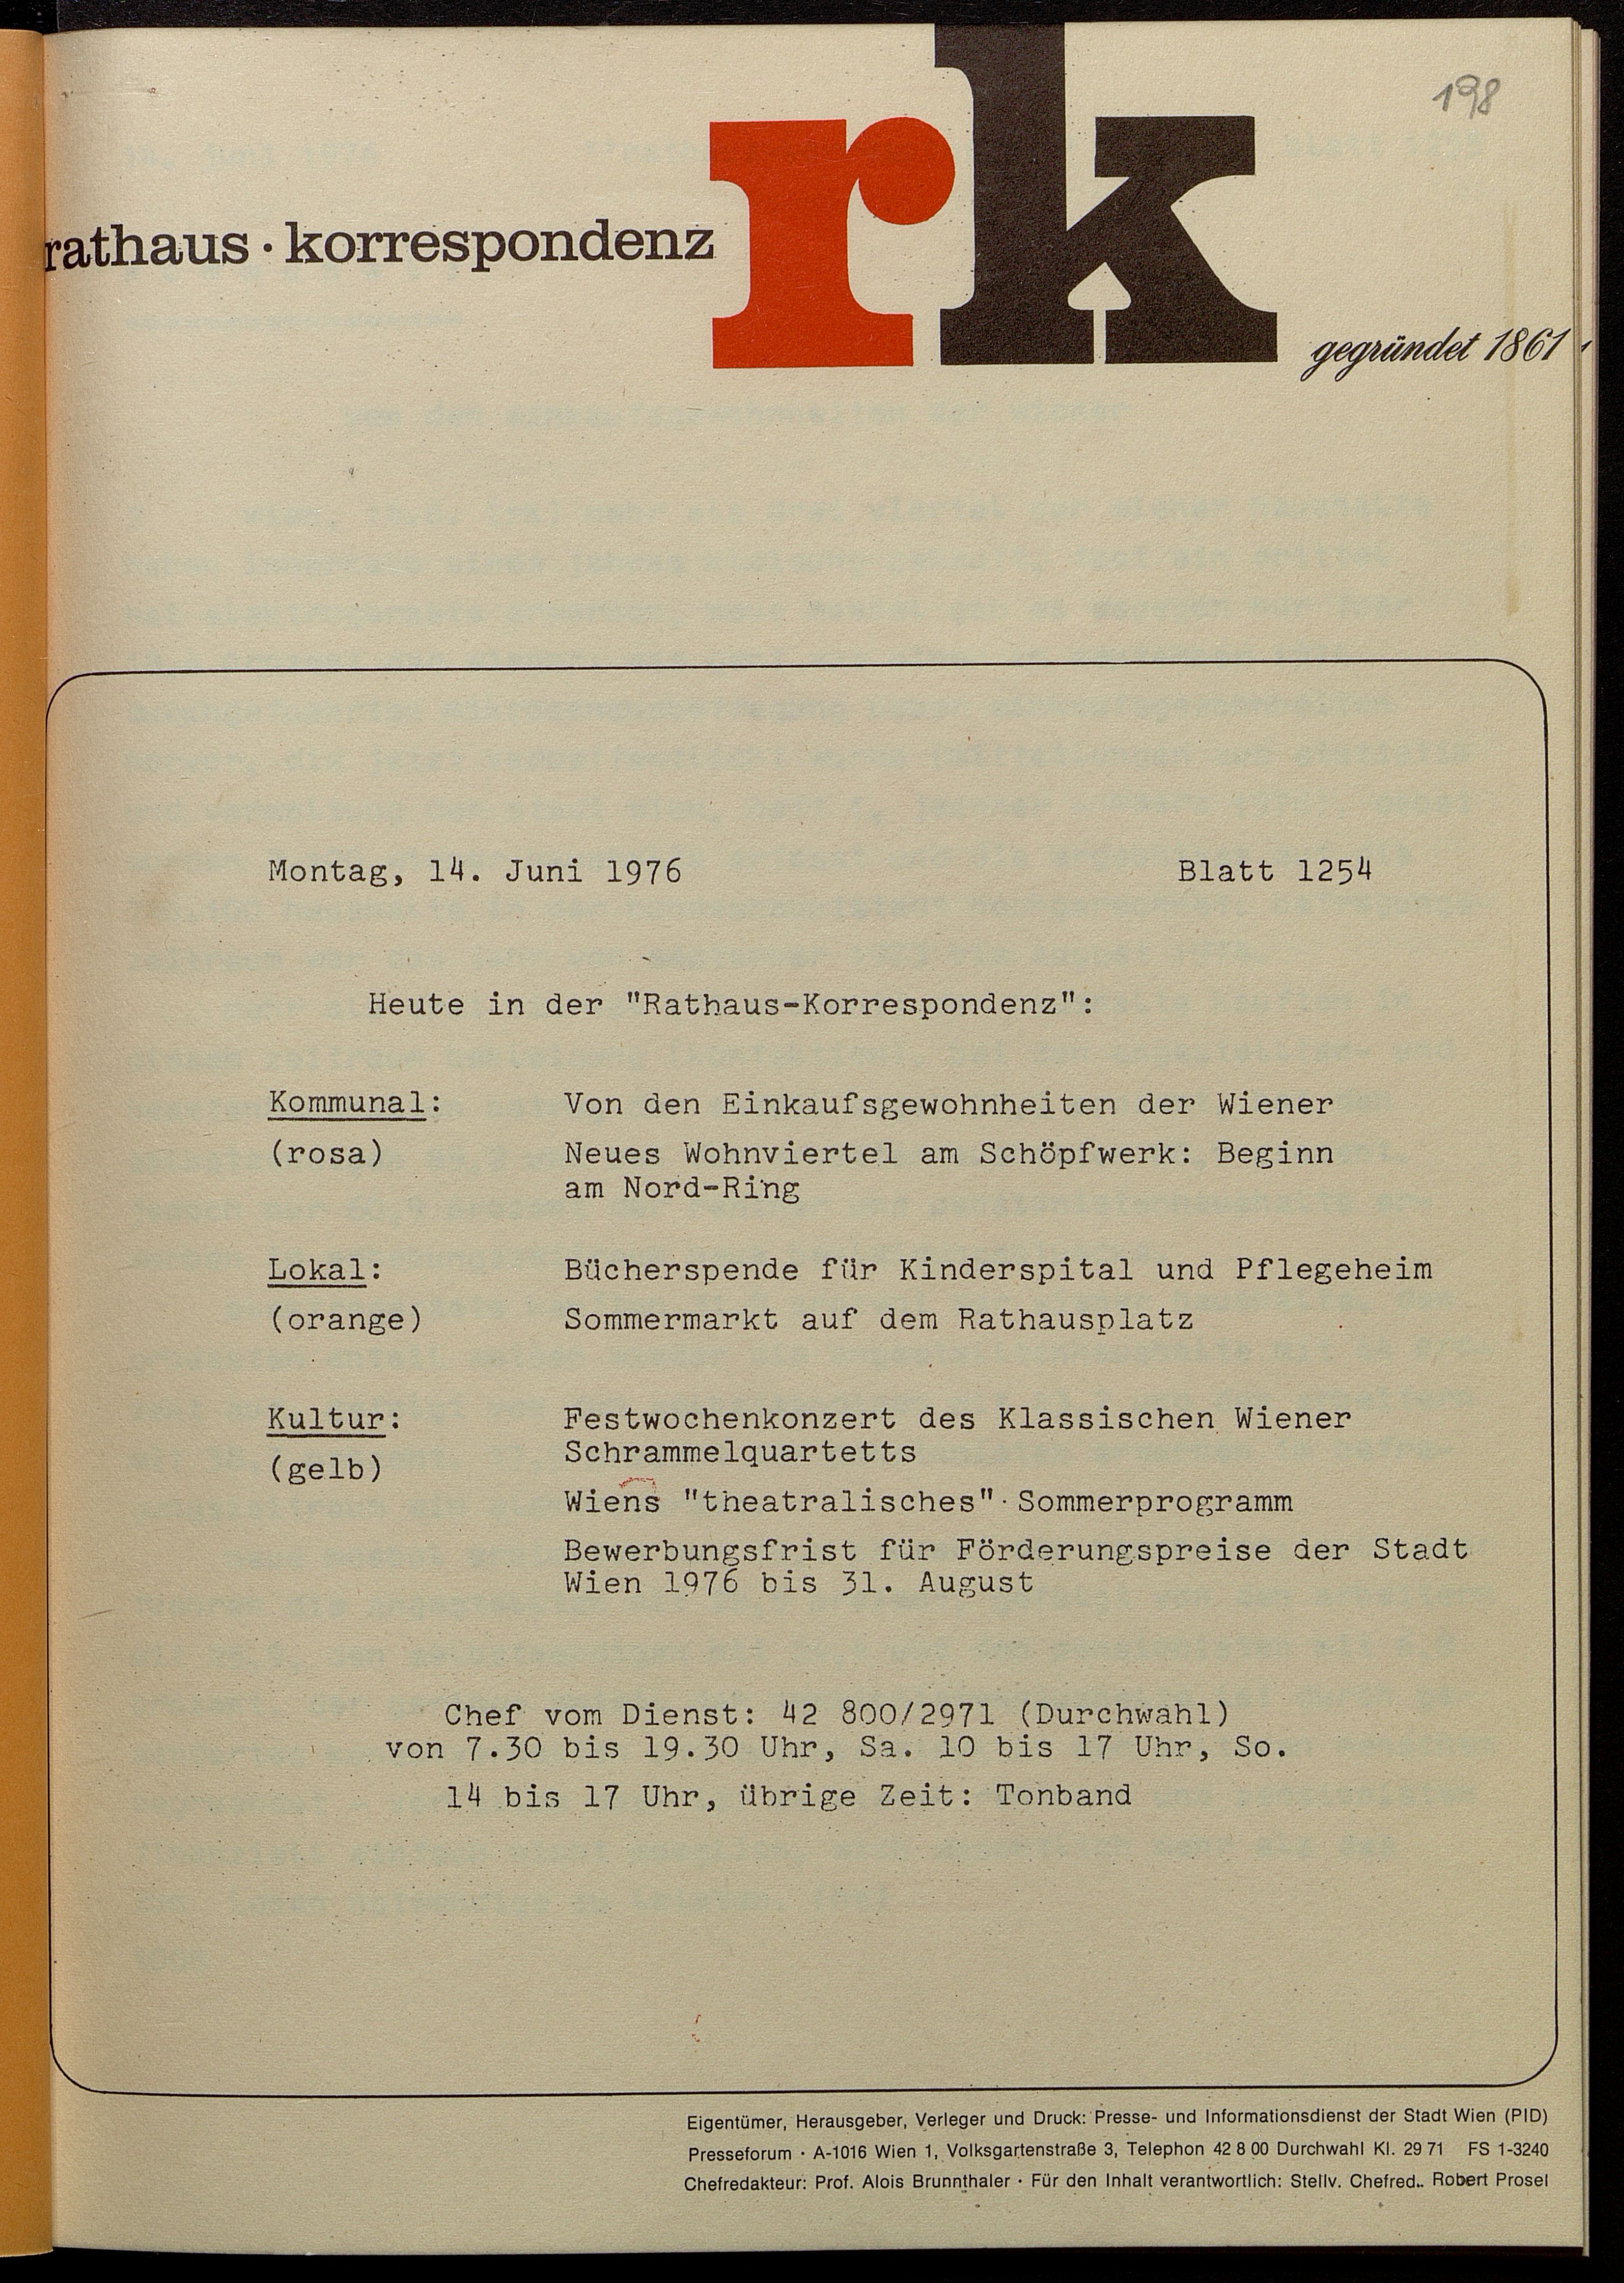 198
rk
rathaus · korrespondenz
gegründet 1861
Montag, 14. Juni 1976 Blatt 1254
Heute in der "Rathaus-Korrespondenz":
Kommunal: Von den Einkaufsgewohnheiten der Wiener
(rosa) Neues Wohnviertel am Schöpfwerk: Beginn
am Nord-Ring
Lokal: Bücherspende für Kinderspital und Pflegeheim
(orange) Sommermarkt auf dem Rathausplatz
Kultur: Festwochenkonzert des Klassischen Wiener
Schrammelquartetts
(gelb)
Wiens "theatralisches" Sommerprogramm
Bewerbungsfrist für Förderungspreise der Stadt
Wien 1976 bis 31. August
Chef vom Dienst: 42 800/2971 (Durchwahl)
von 7.30 bis 19.30 Uhr, Sa. 10 bis 17 Uhr, So.
14 bis 17 Uhr, übrige Zeit: Tonband
Eigentümer, Herausgeber, Verleger und Druck: Presse- und Informationsdienst der Stadt Wien (PID)
Presseforum · A-1016 Wien 1, Volksgartenstraße 3, Telephon 42 8 00 Durchwahl Kl. 29 71 FS 1-3240
Chefredakteur: Prof. Alois Brunnthaler · Für den Inhalt verantwortlich: Stellv. Chefred.. Robert Prosel